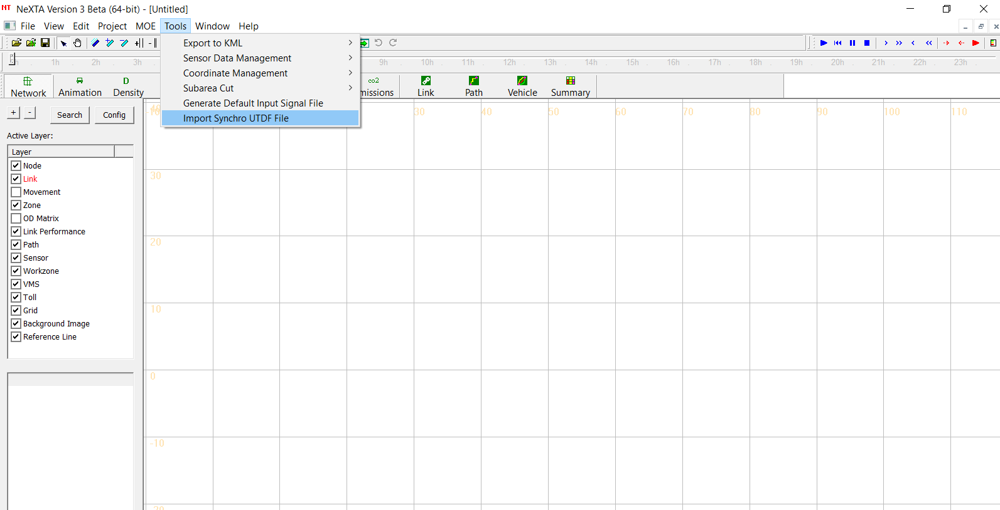 NT NeXTA Version 3 Beta (64-bit) - [Untitled]
File View Edit Project MOE Tools Window Help
Export to KML
Sensor Data Management
Coordinate Management
Subarea Cut
Generate Default Input Signal File
Import Synchro UTDF File
1h 2h 3h 9h 10h 11h 12h 13h 14h 15h 16h 17h 18h 19h 20h 21h 22h 23h
D co2
Network Animation Density missions Link Path Vehicle Summary
+ - Search Config
Active Layer:
Layer
Node
Link
Movement
Zone
OD Matrix
Link Performance
Path
Sensor
Workzone
VMS
Toll
Grid
Background Image
Reference Line
30 40 50 60 70 80 90 100 110
30
20
10
0
-10